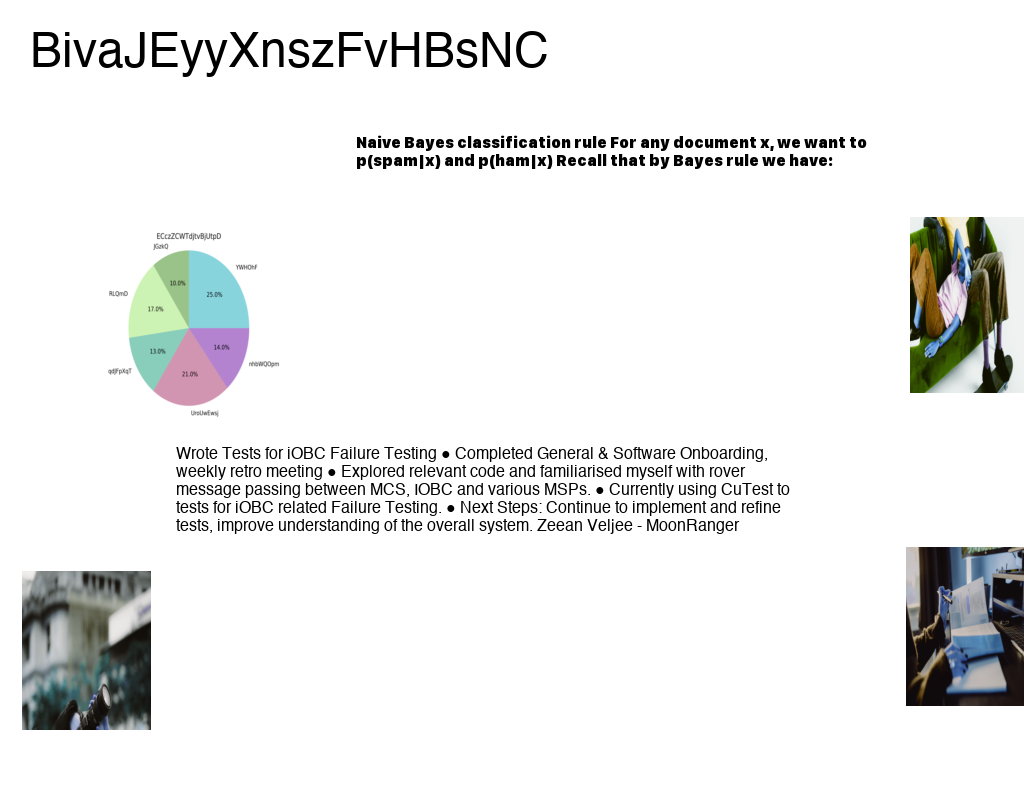 BivaJEyyXnszFvHBsNC
Naive Bayes classification rule For any document x, we want to
p(spam|x) and p(ham|x) Recall that by Bayes rule we have:
ECczZCWTdjtvBjUtpD
JGzkQ
YWHOhF
10.0%
25.0%
RLQmD
17.0%
14.0%
13.0%
nhbWQOpm
qdJFpXqT
21.0%
UroUwEwsj
Wrote Tests for iOBC Failure Testing ● Completed General & Software Onboarding,
weekly retro meeting ● Explored relevant code and familiarised myself with rover
message passing between MCS, IOBC and various MSPs. ● Currently using CuTest to
tests for iOBC related Failure Testing. ● Next Steps: Continue to implement and refine
tests, improve understanding of the overall system. Zeean Veljee - MoonRanger